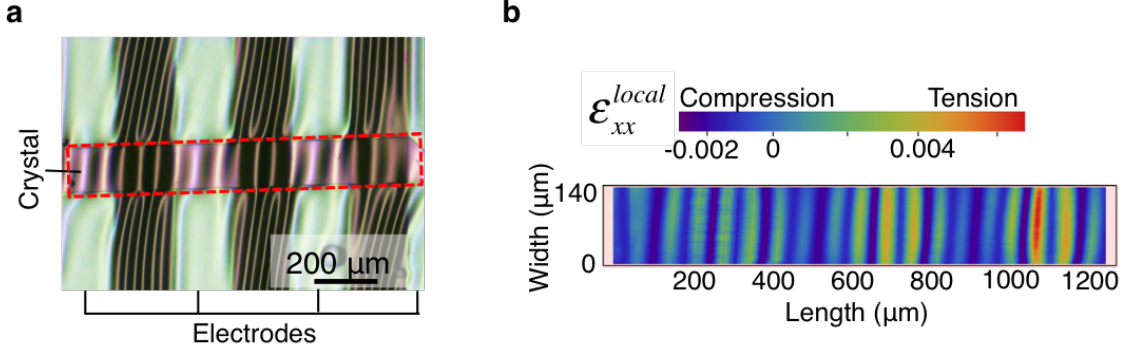 a
Crystal
200 µm
Electrodes
b
ε local xx
Compression Tension
-0.002 0 0.004
Width (µm)
140
0
200 400 600 800 1000 1200
Length (µm)